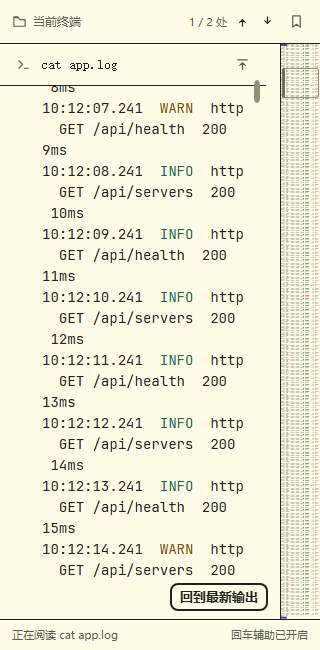 当前终端
1 / 2 处
cat app.log
8ms
10:12:07.241 WARN http
GET /api/health 200
9ms
10:12:08.241 INFO http
GET /api/servers 200
10ms
10:12:09.241 INFO http
GET /api/health 200
11ms
10:12:10.241 INFO http
GET /api/servers 200
12ms
10:12:11.241 INFO http
GET /api/health 200
13ms
10:12:12.241 INFO http
GET /api/servers 200
14ms
10:12:13.241 INFO http
GET /api/health 200
15ms
10:12:14.241 WARN http
GET /api/servers 200
回到最新输出
正在阅读 cat app.log
回车辅助已开启